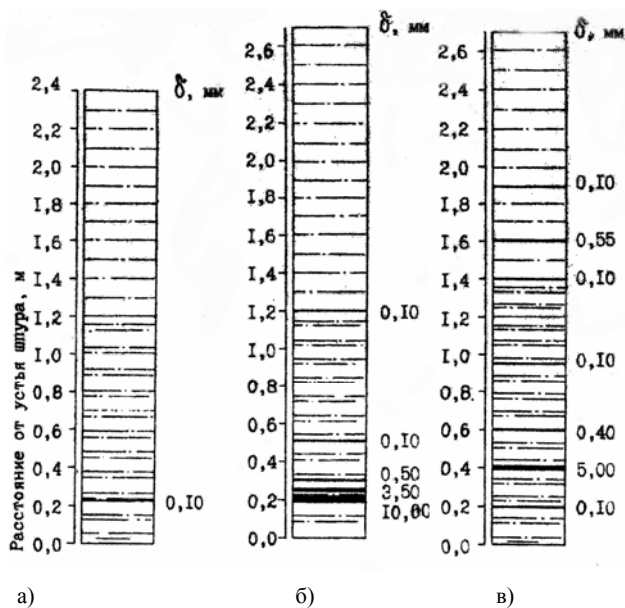 δ, мм
2,4
2,2
2,0
I,8
I,6
I,4
I,2
I,0
0,8
0,6
0,4
0,2
0,0
Расстояние от устья шпура, м
0,I0
а)
δ, мм
2,6
2,4
2,2
2,0
I,8
I,6
I,4
I,2
I,0
0,8
0,6
0,4
0,2
0,0
0,I0
0,I0
0,50
3,50
I0,00
б)
δ, мм
2,6
2,4
2,2
2,0
I,8
I,6
I,4
I,2
I,0
0,8
0,6
0,4
0,2
0,0
0,I0
0,55
0,I0
0,I0
0,40
5,00
0,I0
в)